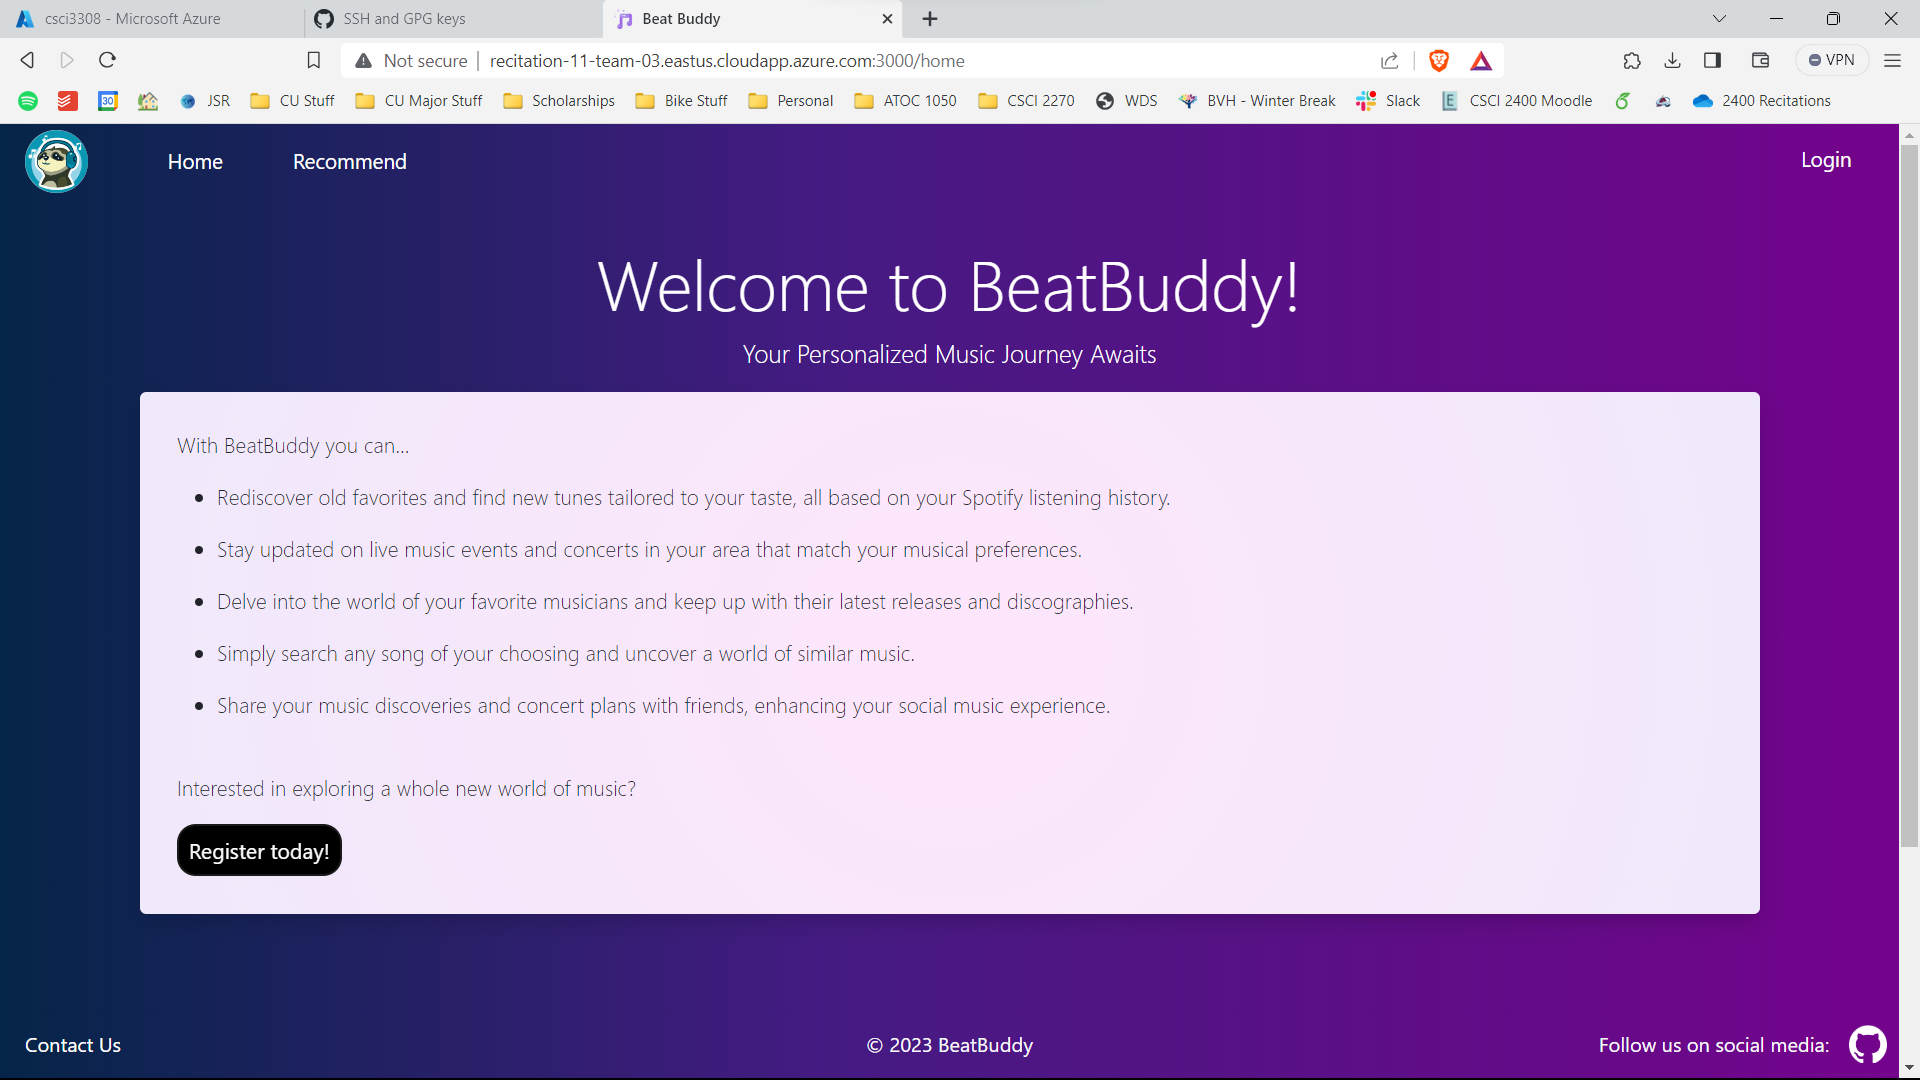 csci3308 - Microsoft Azure
SSH and GPG keys
Beat Buddy
Not secure
recitation-11-team-03.eastus.cloudapp.azure.com:3000/home
VPN
30
JSR
CU Stuff
CU Major Stuff
Scholarships
Bike Stuff
Personal
ATOC 1050
CSCI 2270
WDS
BVH - Winter Break
Slack
E
CSCI 2400 Moodle
2400 Recitations
Home
Recommend
Login
Welcome to BeatBuddy!
Your Personalized Music Journey Awaits
With BeatBuddy you can...
Rediscover old favorites and find new tunes tailored to your taste, all based on your Spotify listening history.
Stay updated on live music events and concerts in your area that match your musical preferences.
Delve into the world of your favorite musicians and keep up with their latest releases and discographies.
Simply search any song of your choosing and uncover a world of similar music.
Share your music discoveries and concert plans with friends, enhancing your social music experience.
Interested in exploring a whole new world of music?
Register today!
Contact Us
© 2023 BeatBuddy
Follow us on social media: